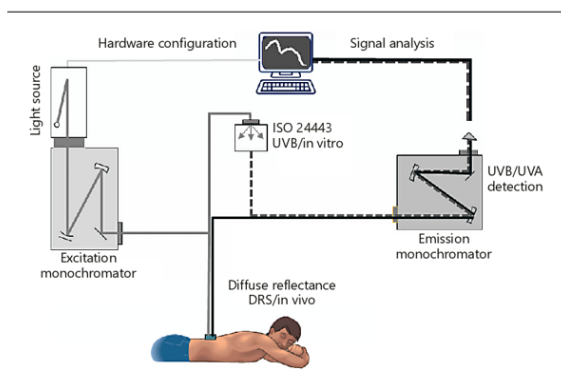 Hardware configuration
Signal analysis
Light source
ISO 24443
UVB/in vitro
UVB/UVA
detection
Excitation
monochromator
Emission
monochromator
Diffuse reflectance
DRS/in vivo